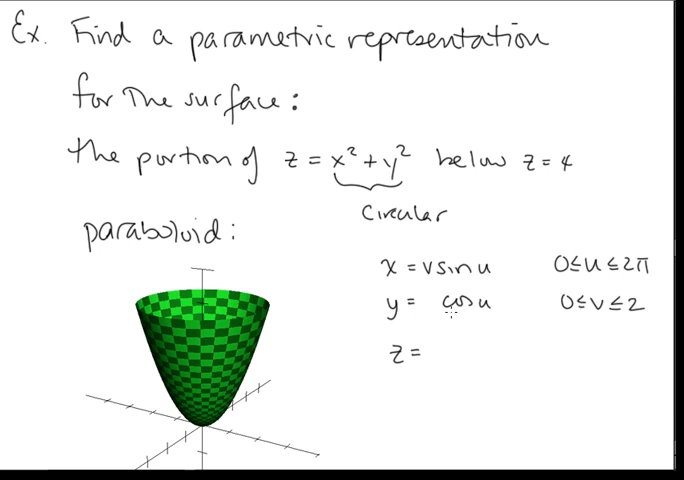 Ex. Find a parametric representation
for the surface:
the portion of z = x² + y² below z = 4
circular
paraboloid:
x = v sin u 0 ≤ u ≤ 2π
y = cos u 0 ≤ v ≤ 2
z =